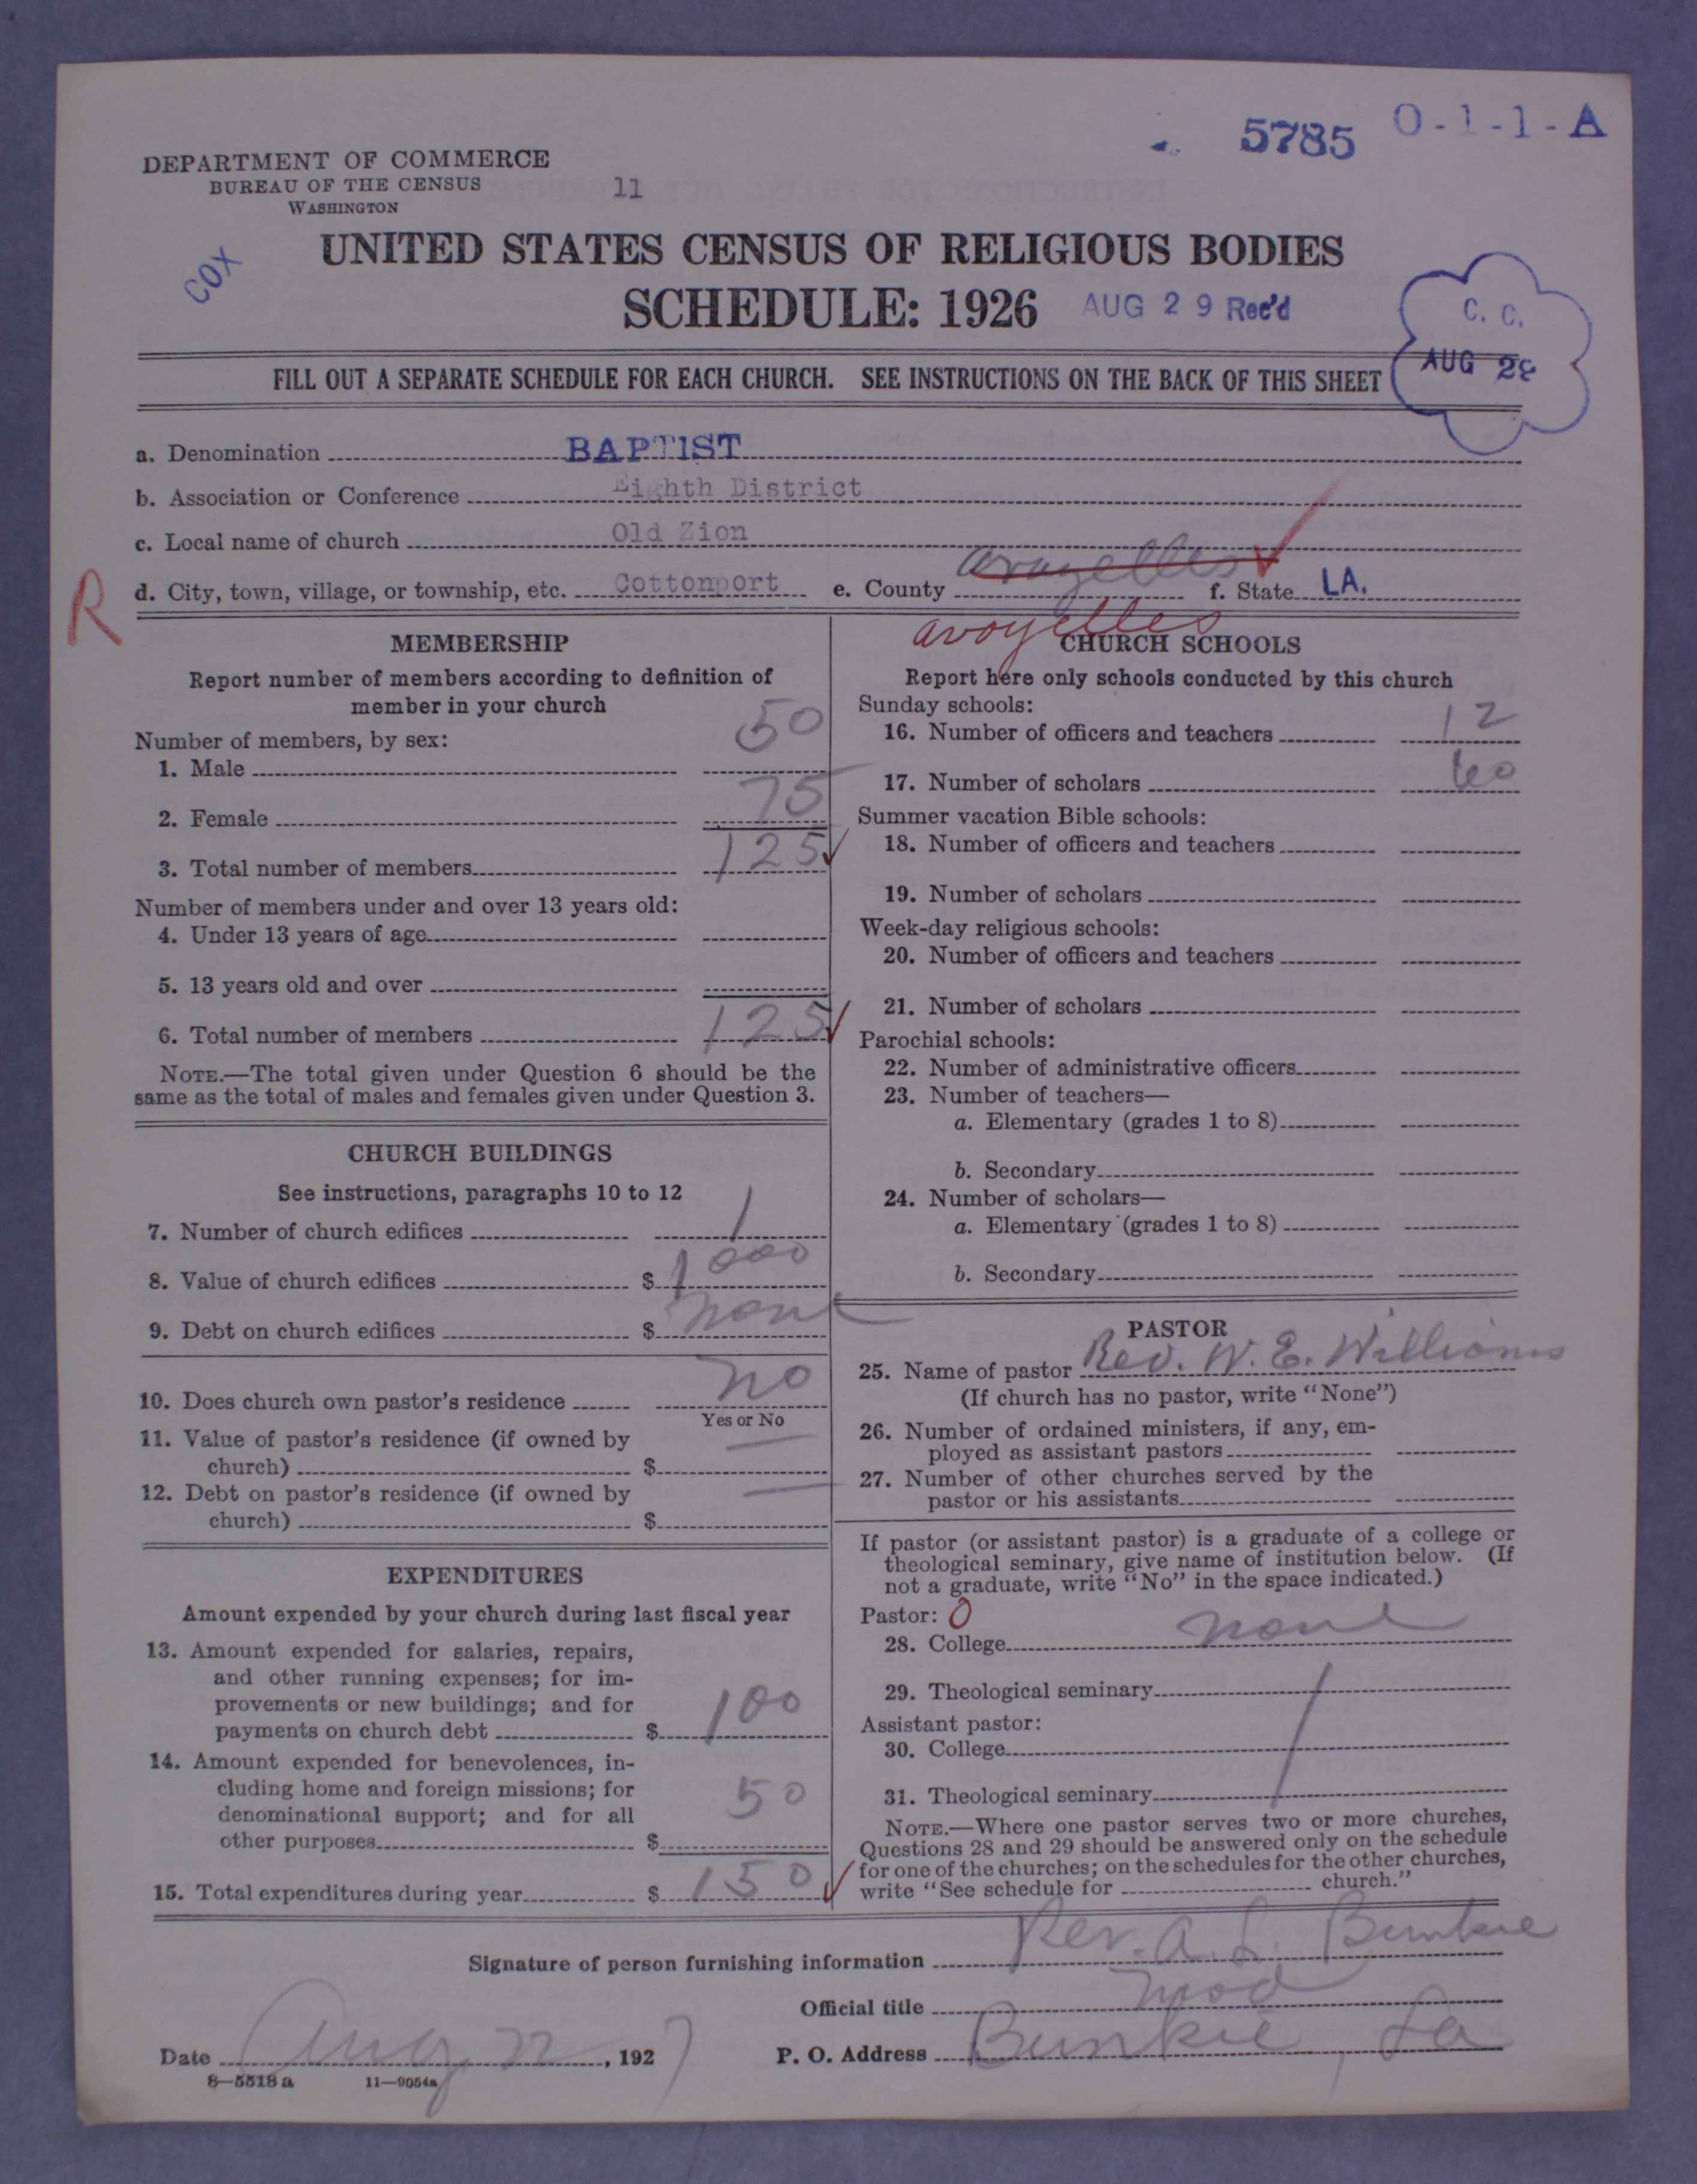 5785 O-1-1-A
DEPARTMENT OF COMMERCE
BUREAU OF THE CENSUS
WASHINGTON
11
COX
UNITED STATES CENSUS OF RELIGIOUS BODIES
SCHEDULE: 1926 AUG 29 Rec'd
C. C.
AUG 29
FILL OUT A SEPARATE SCHEDULE FOR EACH CHURCH. SEE INSTRUCTIONS ON THE BACK OF THIS SHEET
a. Denomination BAPTIST
b. Association or Conference Eighth District
c. Local name of church Old Zion
R
d. City, town, village, or township, etc. Cottonport e. County Avoyelles f. State LA.
Avoyelles
MEMBERSHIP
Report number of members according to definition of
member in your church
Number of members, by sex:
1. Male 50
2. Female 75
3. Total number of members 125
Number of members under and over 13 years old:
4. Under 13 years of age
5. 13 years old and over
6. Total number of members 125
NOTE.—The total given under Question 6 should be the
same as the total of males and females given under Question 3.
CHURCH BUILDINGS
See instructions, paragraphs 10 to 12
7. Number of church edifices 1
8. Value of church edifices $ 1000
9. Debt on church edifices $ none
10. Does church own pastor's residence no
Yes or No
11. Value of pastor's residence (if owned by
church) $ —
12. Debt on pastor's residence (if owned by
church) $ —
EXPENDITURES
Amount expended by your church during last fiscal year
13. Amount expended for salaries, repairs,
and other running expenses; for im-
provements or new buildings; and for
payments on church debt $ 100
14. Amount expended for benevolences, in-
cluding home and foreign missions; for
denominational support; and for all
other purposes $ 50
15. Total expenditures during year $ 150
CHURCH SCHOOLS
Report here only schools conducted by this church
Sunday schools:
16. Number of officers and teachers 12
17. Number of scholars 60
Summer vacation Bible schools:
18. Number of officers and teachers
19. Number of scholars
Week-day religious schools:
20. Number of officers and teachers
21. Number of scholars
Parochial schools:
22. Number of administrative officers
23. Number of teachers—
a. Elementary (grades 1 to 8)
b. Secondary
24. Number of scholars—
a. Elementary (grades 1 to 8)
b. Secondary
PASTOR
25. Name of pastor Rev. W. E. Williams
(If church has no pastor, write "None")
26. Number of ordained ministers, if any, em-
ployed as assistant pastors
27. Number of other churches served by the
pastor or his assistants
If pastor (or assistant pastor) is a graduate of a college or
theological seminary, give name of institution below. (If
not a graduate, write "No" in the space indicated.)
Pastor: 0
28. College none
29. Theological seminary
Assistant pastor:
30. College
31. Theological seminary
NOTE.—Where one pastor serves two or more churches,
Questions 28 and 29 should be answered only on the schedule
for one of the churches; on the schedules for the other churches,
write "See schedule for church."
Signature of person furnishing information Rev. A. L. Bunkie
Official title Mod
Date Aug 22, 1927 P. O. Address Bunkie, La
8—5518 a 11—9054a